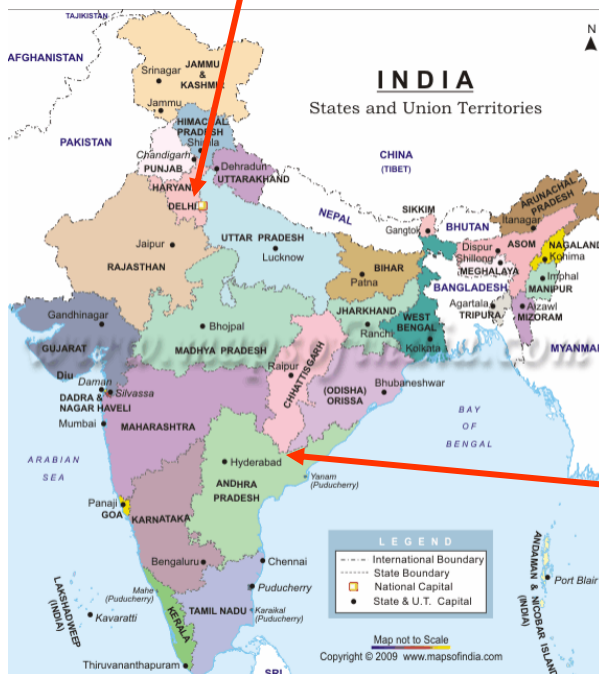 TAJIKISTAN
AFGHANISTAN
JAMMU
&
KASHMIR
Srinagar
Jammu
N
INDIA
States and Union Territories
HIMACHAL
PRADESH
Shimla
PAKISTAN
Chandigarh
PUNJAB
Dehradun
UTTARAKHAND
CHINA
(TIBET)
HARYANA
DELHI
NEPAL
SIKKIM
Gangtok
BHUTAN
ARUNACHAL
PRADESH
Itanagar
Jaipur
RAJASTHAN
UTTAR PRADESH
Lucknow
BIHAR
Patna
Dispur
ASOM
Shillong
MEGHALAYA
NAGALAND
Kohima
Imphal
MANIPUR
BANGLADESH
Agartala
TRIPURA
Aizawl
MIZORAM
MYANMAR
Gandhinagar
GUJARAT
Bhojpal
MADHYA PRADESH
JHARKHAND
Ranchi
WEST
BENGAL
Kolkata
www.mapsofindia.com
Diu
Daman
Silvassa
DADRA &
NAGAR HAVELI
Mumbai
MAHARASHTRA
Raipur
CHHATTISGARH
(ODISHA)
ORISSA
Bhubaneshwar
BAY
OF
BENGAL
ARABIAN
SEA
Hyderabad
ANDHRA
PRADESH
Yanam
(Puducherry)
Panaji
GOA
KARNATAKA
Bengaluru
Chennai
LEGEND
International Boundary
State Boundary
National Capital
State & U.T. Capital
ANDAMAN & NICOBAR ISLAND
(INDIA)
Port Blair
LAKSHADWEEP
(INDIA)
Kavaratti
Mahe
(Puducherry)
KERALA
TAMIL NADU
Puducherry
Karaikal
(Puducherry)
Thiruvananthapuram
SRI
Map not to Scale
Copyright © 2009 www.mapsofindia.com